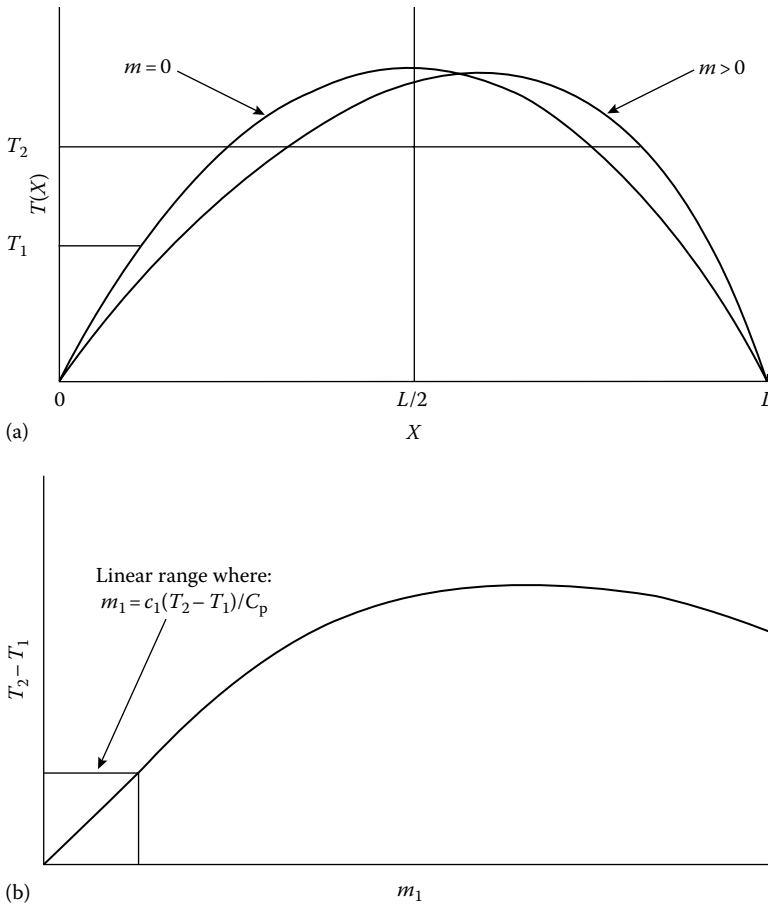 m = 0
m > 0
T₂
T(X)
T₁
0
L/2
L
X
(a)
Linear range where:
m₁ = c₁(T₂ – T₁)/Cₚ
T₂ – T₁
m₁
(b)